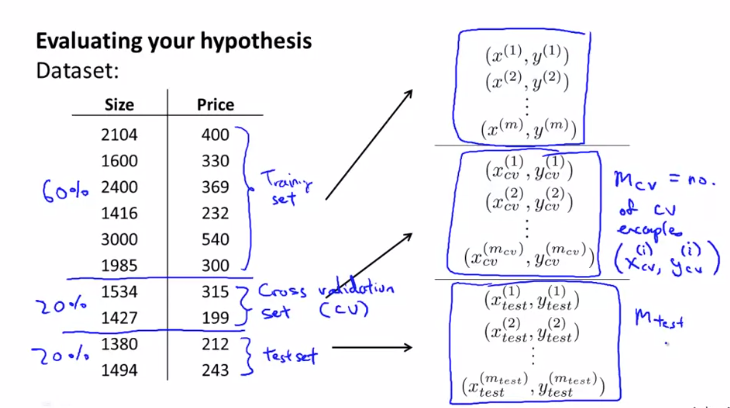 Evaluating your hypothesis
Dataset:
Size Price
2104 400
1600 330
2400 369
1416 232
3000 540
1985 300
1534 315
1427 199
1380 212
1494 243
60%
20%
20%
Training set
Cross validation set (CV)
test set
(x^{(1)}, y^{(1)})
(x^{(2)}, y^{(2)})
⋮
(x^{(m)}, y^{(m)})
(x_{cv}^{(1)}, y_{cv}^{(1)})
(x_{cv}^{(2)}, y_{cv}^{(2)})
⋮
(x_{cv}^{(m_{cv})}, y_{cv}^{(m_{cv})})
(x_{test}^{(1)}, y_{test}^{(1)})
(x_{test}^{(2)}, y_{test}^{(2)})
⋮
(x_{test}^{(m_{test})}, y_{test}^{(m_{test})})
M_{cv} = no.
of CV
examples
(x_{cv}^{(i)}, y_{cv}^{(i)})
M_{test}